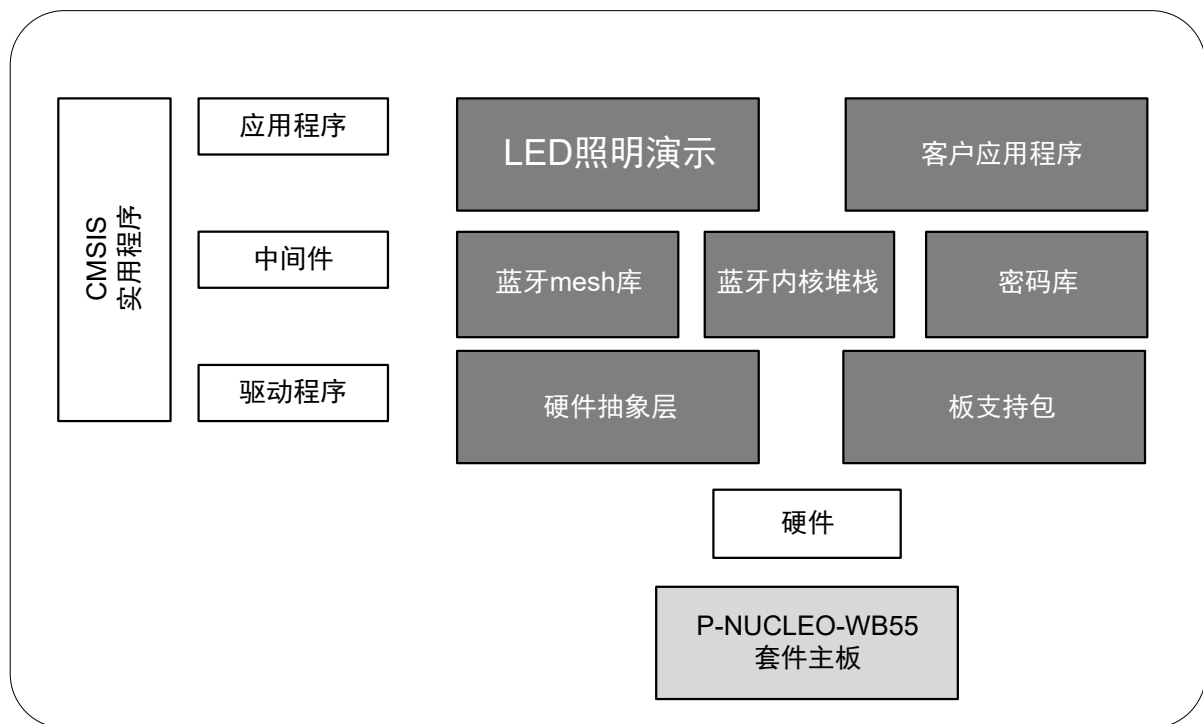 CMSIS
实用程序
应用程序
LED照明演示
客户应用程序
中间件
蓝牙mesh库
蓝牙内核堆栈
密码库
驱动程序
硬件抽象层
板支持包
硬件
P-NUCLEO-WB55
套件主板